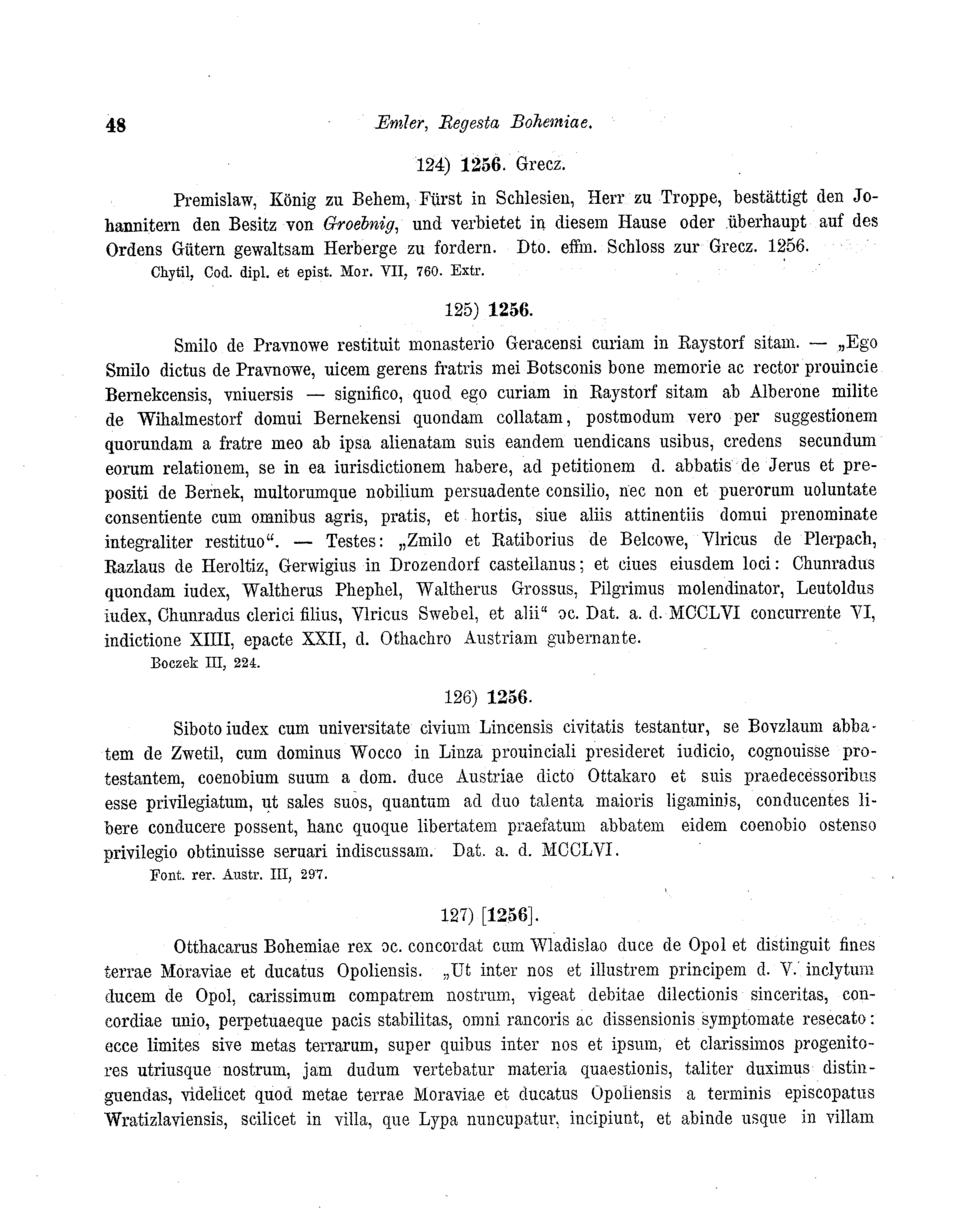 48 Emler, Regesta Bohemiae.
124) 1256. Grecz.
Premislaw, König zu Behem, Fürst in Schlesien, Herr zu Troppe, bestättigt den Jo-
hannitern den Besitz von Groebnig, und verbietet in diesem Hause oder überhaupt auf des
Ordens Gütern gewaltsam Herberge zu fordern. Dto. effm. Schloss zur Grecz. 1256.
Chytil, Cod. dipl. et epist. Mor. VII, 760. Extr.
125) 1256.
Smilo de Pravnowe restituit monasterio Geracensi curiam in Raystorf sitam. — „Ego
Smilo dictus de Pravnowe, uicem gerens fratris mei Botsconis bone memorie ac rector prouincie
Bernekcensis, vniuersis — significo, quod ego curiam in Raystorf sitam ab Alberone milite
de Wihalmestorf domui Bernekensi quondam collatam, postmodum vero per suggestionem
quorundam a fratre meo ab ipsa alienatam suis eandem uendicans usibus, credens secundum
eorum relationem, se in ea iurisdictionem habere, ad petitionem d. abbatis de Jerus et pre-
positi de Bernek, multorumque nobilium persuadente consilio, nec non et puerorum uoluntate
consentiente cum omnibus agris, pratis, et hortis, siue aliis attinentiis domui prenominate
integraliter restituo“. — Testes: „Zmilo et Ratiborius de Belcowe, Vlricus de Plerpach,
Razlaus de Heroltiz, Gerwigius in Drozendorf castellanus; et ciues eiusdem loci: Chunradus
quondam iudex, Waltherus Phephel, Waltherus Grossus, Pilgrimus molendinator, Leutoldus
iudex, Chunradus clerici filius, Vlricus Swebel, et alii“ ɔc. Dat. a. d. MCCLVI concurrente VI,
indictione XIIII, epacte XXII, d. Othachro Austriam gubernante.
Boczek III, 224.
126) 1256.
Siboto iudex cum universitate civium Lincensis civitatis testantur, se Bovzlaum abba-
tem de Zwetil, cum dominus Wocco in Linza prouinciali presideret iudicio, cognouisse pro-
testantem, coenobium suum a dom. duce Austriae dicto Ottakaro et suis praedecessoribus
esse privilegiatum, ut sales suos, quantum ad duo talenta maioris ligaminis, conducentes li-
bere conducere possent, hanc quoque libertatem praefatum abbatem eidem coenobio ostenso
privilegio obtinuisse seruari indiscussam. Dat. a. d. MCCLVI.
Font. rer. Austr. III, 297.
127) [1256].
Otthacarus Bohemiae rex ɔc. concordat cum Wladislao duce de Opol et distinguit fines
terrae Moraviae et ducatus Opoliensis. „Ut inter nos et illustrem principem d. V. inclytum
ducem de Opol, carissimum compatrem nostrum, vigeat debitae dilectionis sinceritas, con-
cordiae unio, perpetuaeque pacis stabilitas, omni rancoris ac dissensionis symptomate resecato:
ecce limites sive metas terrarum, super quibus inter nos et ipsum, et clarissimos progenito-
res utriusque nostrum, jam dudum vertebatur materia quaestionis, taliter duximus distin-
guendas, videlicet quod metae terrae Moraviae et ducatus Opoliensis a terminis episcopatus
Wratizlaviensis, scilicet in villa, que Lypa nuncupatur, incipiunt, et abinde usque in villam